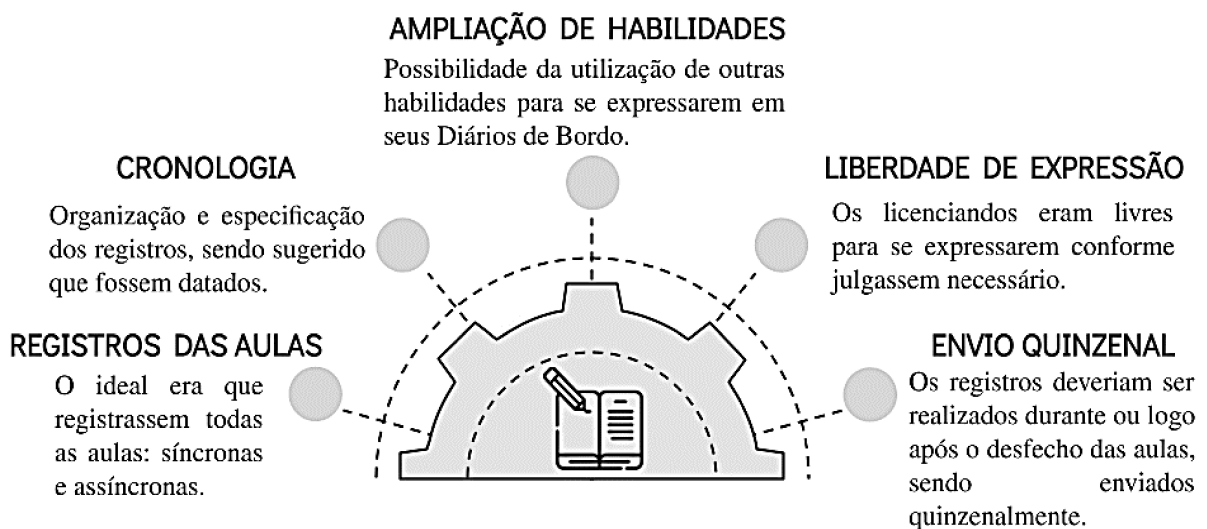 AMPLIAÇÃO DE HABILIDADES
Possibilidade da utilização de outras
habilidades para se expressarem em
seus Diários de Bordo.
CRONOLOGIA
Organização e especificação
dos registros, sendo sugerido
que fossem datados.
LIBERDADE DE EXPRESSÃO
Os licenciandos eram livres
para se expressarem conforme
julgassem necessário.
REGISTROS DAS AULAS
O ideal era que
registrassem todas
as aulas: síncronas
e assíncronas.
ENVIO QUINZENAL
Os registros deveriam ser
realizados durante ou logo
após o desfecho das aulas,
sendo enviados
quinzenalmente.